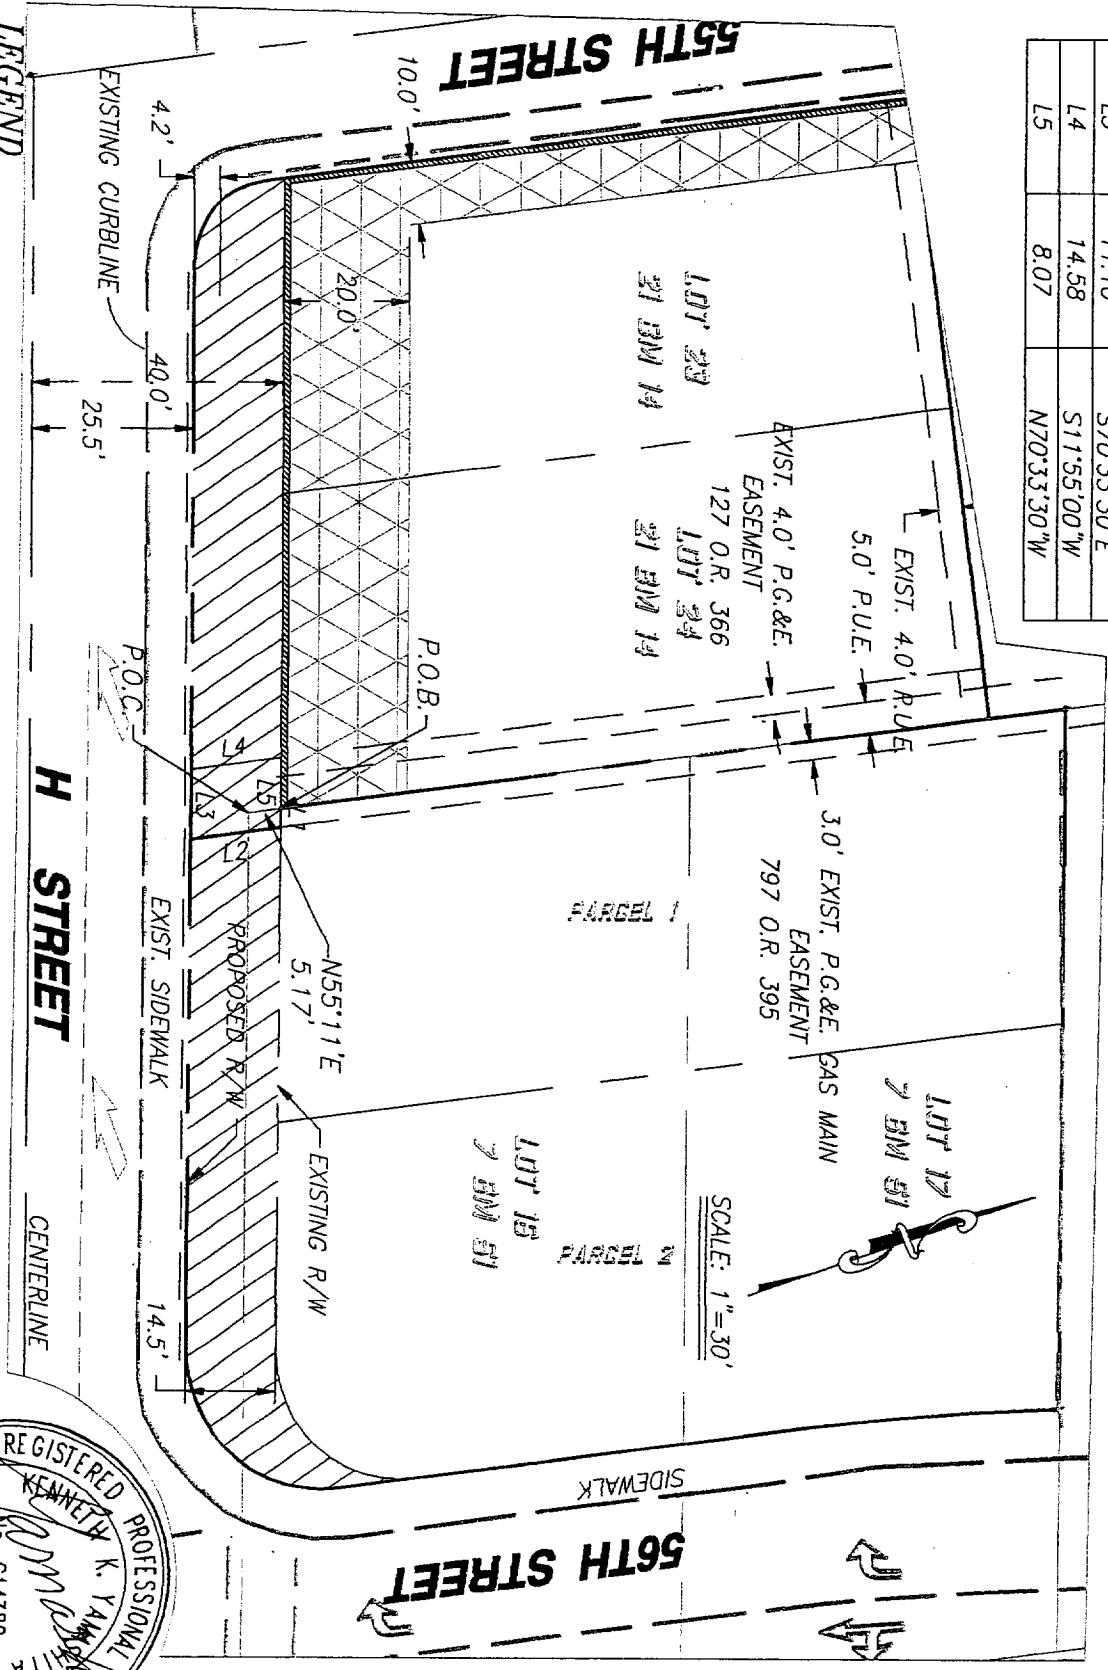 L4 14.58 S11°55'00"W
L5 8.07 N70°33'30"W
55TH STREET
10.0'
4.2'
EXISTING CURBLINE
LEGEND
20.0'
40.0'
25.5'
LOT 23
21 BM 14
EXIST. 4.0' P.G.&E.
EASEMENT
127 O.R. 366
LOT 24
21 BM 14
EXIST. 4.0' P.U.E
5.0' P.U.E.
P.O.B.
P.O.C.
L4
L5
L3
L2
3.0' EXIST. P.G.&E. GAS MAIN
EASEMENT
797 O.R. 395
PARCEL 1
N55°11'E
5.17'
PROPOSED R/W
EXIST. SIDEWALK
H STREET
EXISTING R/W
LOT 17
7 BM 51
LOT 16
7 BM 51
PARCEL 2
SCALE: 1"=30'
14.5'
CENTERLINE
SIDEWALK
56TH STREET
REGISTERED PROFESSIONAL
KENNETH K.